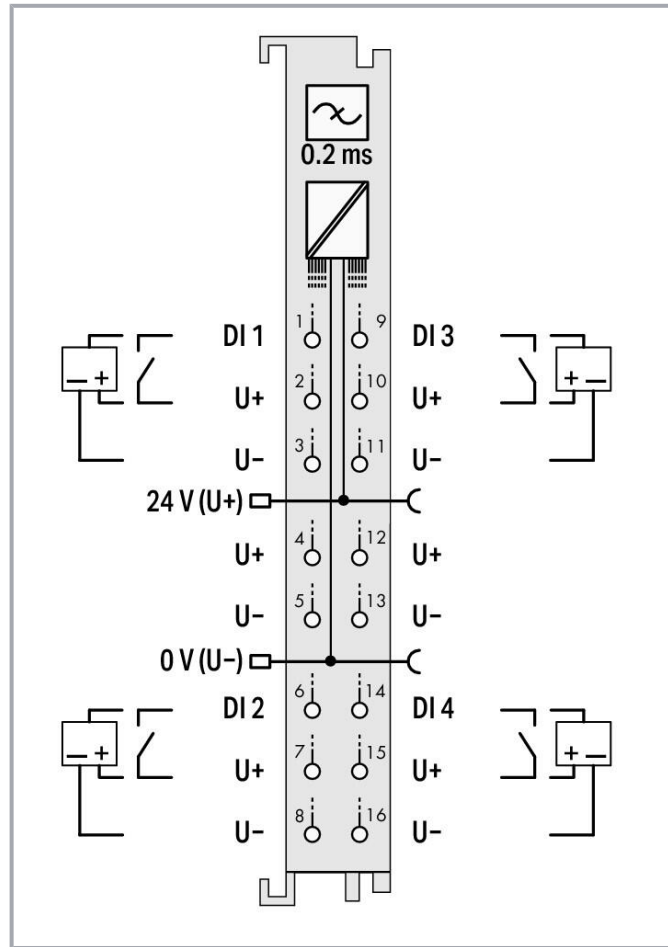 0.2 ms
DI 1 1 9 DI 3
− + U+ 2 10 U+ + −
U− 3 11 U−
24 V (U+)
U+ 4 12 U+
U− 5 13 U−
0 V (U−)
DI 2 6 14 DI 4
− + U+ 7 15 U+ + −
U− 8 16 U−